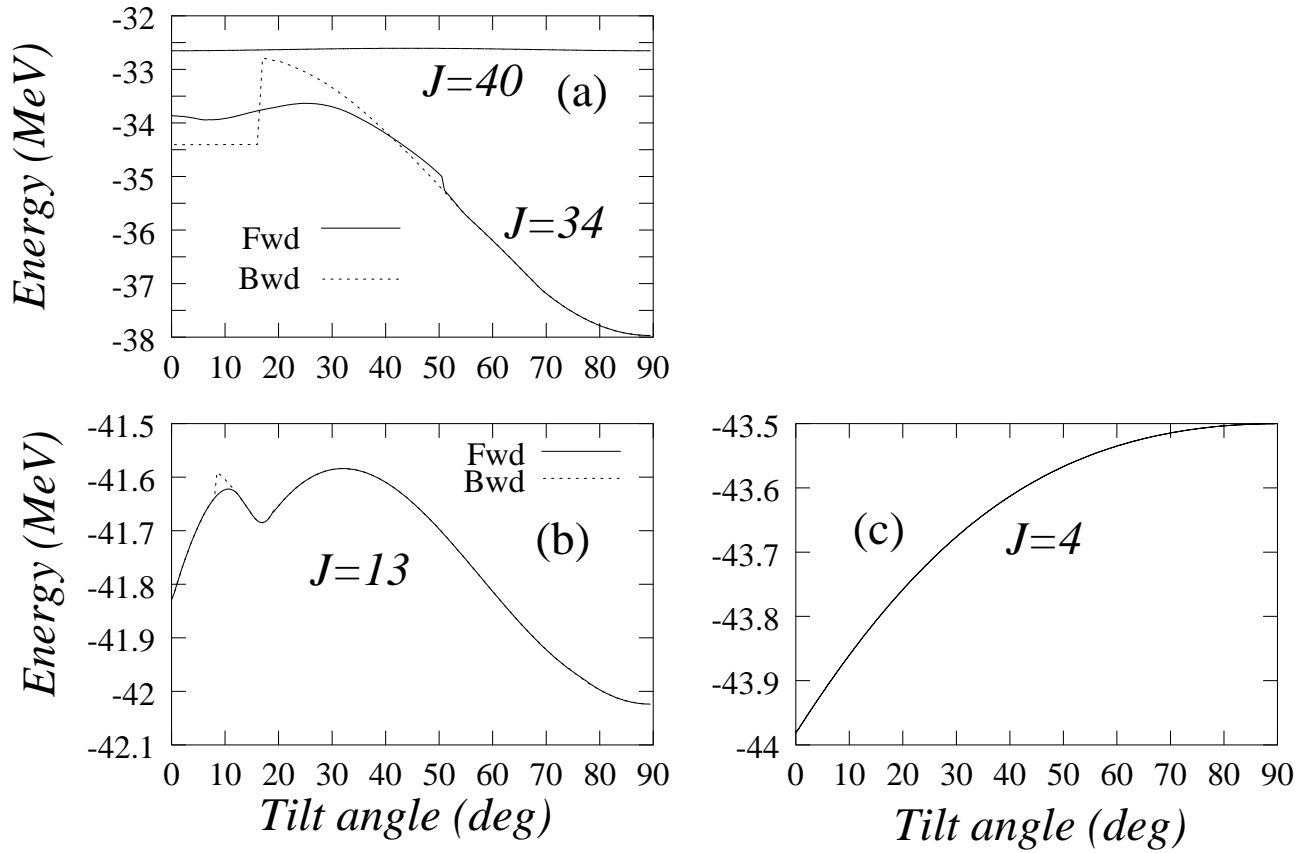 -32
-33
-34
-35
-36
-37
-38
Energy (MeV)
J=40
(a)
J=34
Fwd
Bwd
0 10 20 30 40 50 60 70 80 90
-41.5
-41.6
-41.7
-41.8
-41.9
-42
-42.1
Energy (MeV)
Fwd
Bwd
(b)
J=13
0 10 20 30 40 50 60 70 80 90
Tilt angle (deg)
-43.5
-43.6
-43.7
-43.8
-43.9
-44
(c)
J=4
0 10 20 30 40 50 60 70 80 90
Tilt angle (deg)